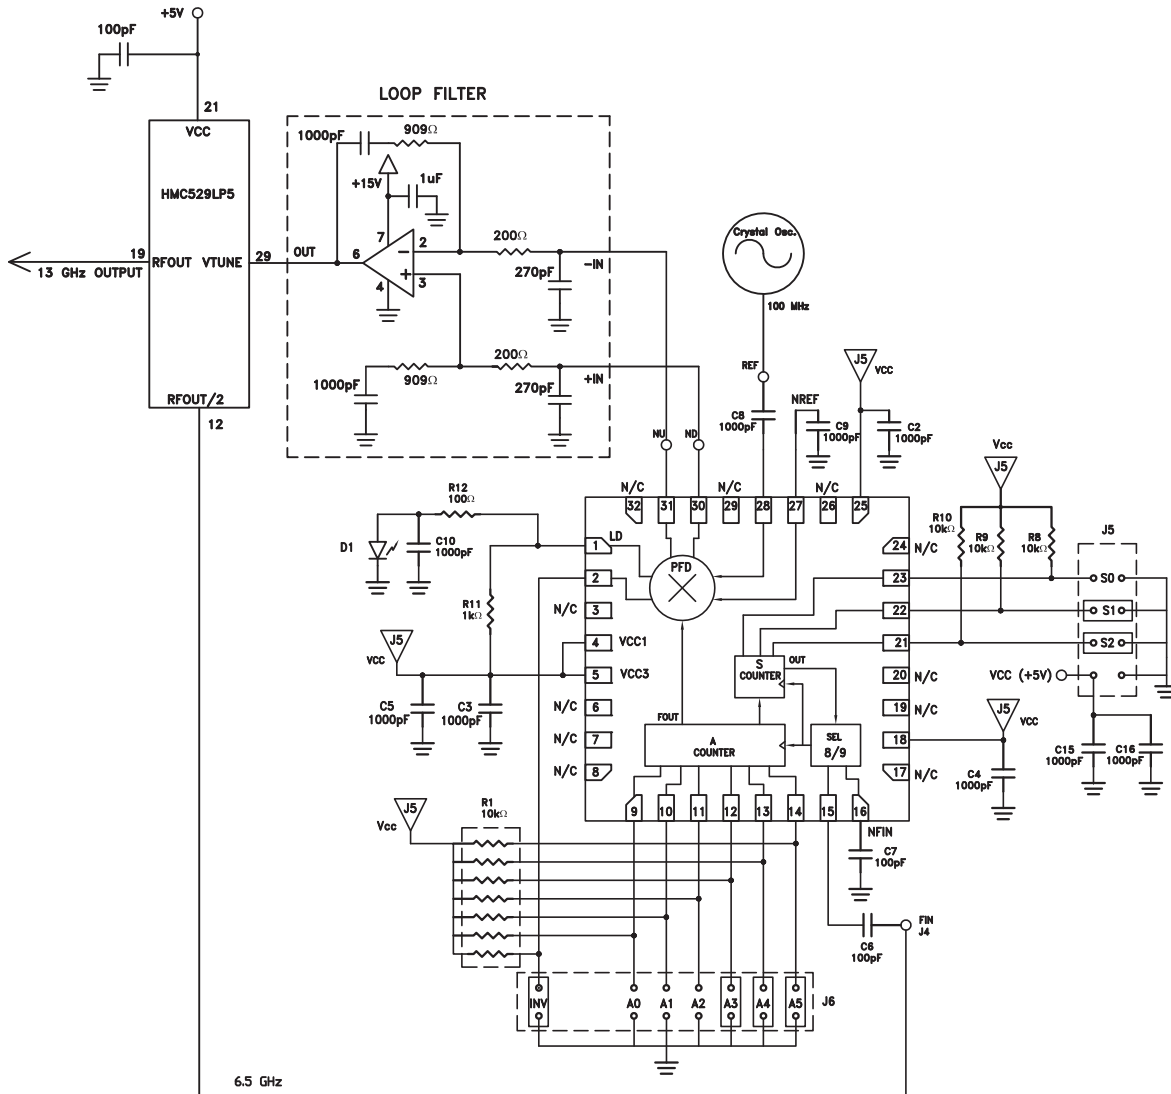 +5V
100pF
21
VCC
HMC529LP5
19
RFOUT VTUNE
29
13 GHz OUTPUT
RFOUT/2
12
LOOP FILTER
1000pF
909Ω
+15V
1uF
7
2
OUT
6
−
+
3
4
200Ω
270pF
-IN
200Ω
909Ω
1000pF
270pF
+IN
Crystal Osc.
100 MHz
REF
C8
1000pF
NREF
C9
1000pF
J5
VCC
C2
1000pF
NU
ND
N/C
32
31
30
N/C
29
28
27
N/C
26
25
R12
100Ω
D1
C10
1000pF
R11
1kΩ
LD
1
2
N/C
3
4
VCC1
5
VCC3
N/C
6
N/C
7
N/C
8
J5
VCC
C5
1000pF
C3
1000pF
PFD
S
COUNTER
OUT
FOUT
A
COUNTER
SEL
8/9
24
N/C
23
22
21
20
N/C
19
N/C
18
17
N/C
Vcc
J5
R10
10kΩ
R9
10kΩ
R8
10kΩ
J5
S0
S1
S2
VCC (+5V)
C15
1000pF
C16
1000pF
J5
VCC
C4
1000pF
9
10
11
12
13
14
15
16
NFIN
C7
100pF
J5
Vcc
R1
10kΩ
C6
100pF
FIN
J4
INV
A0
A1
A2
A3
A4
A5
J6
6.5 GHz